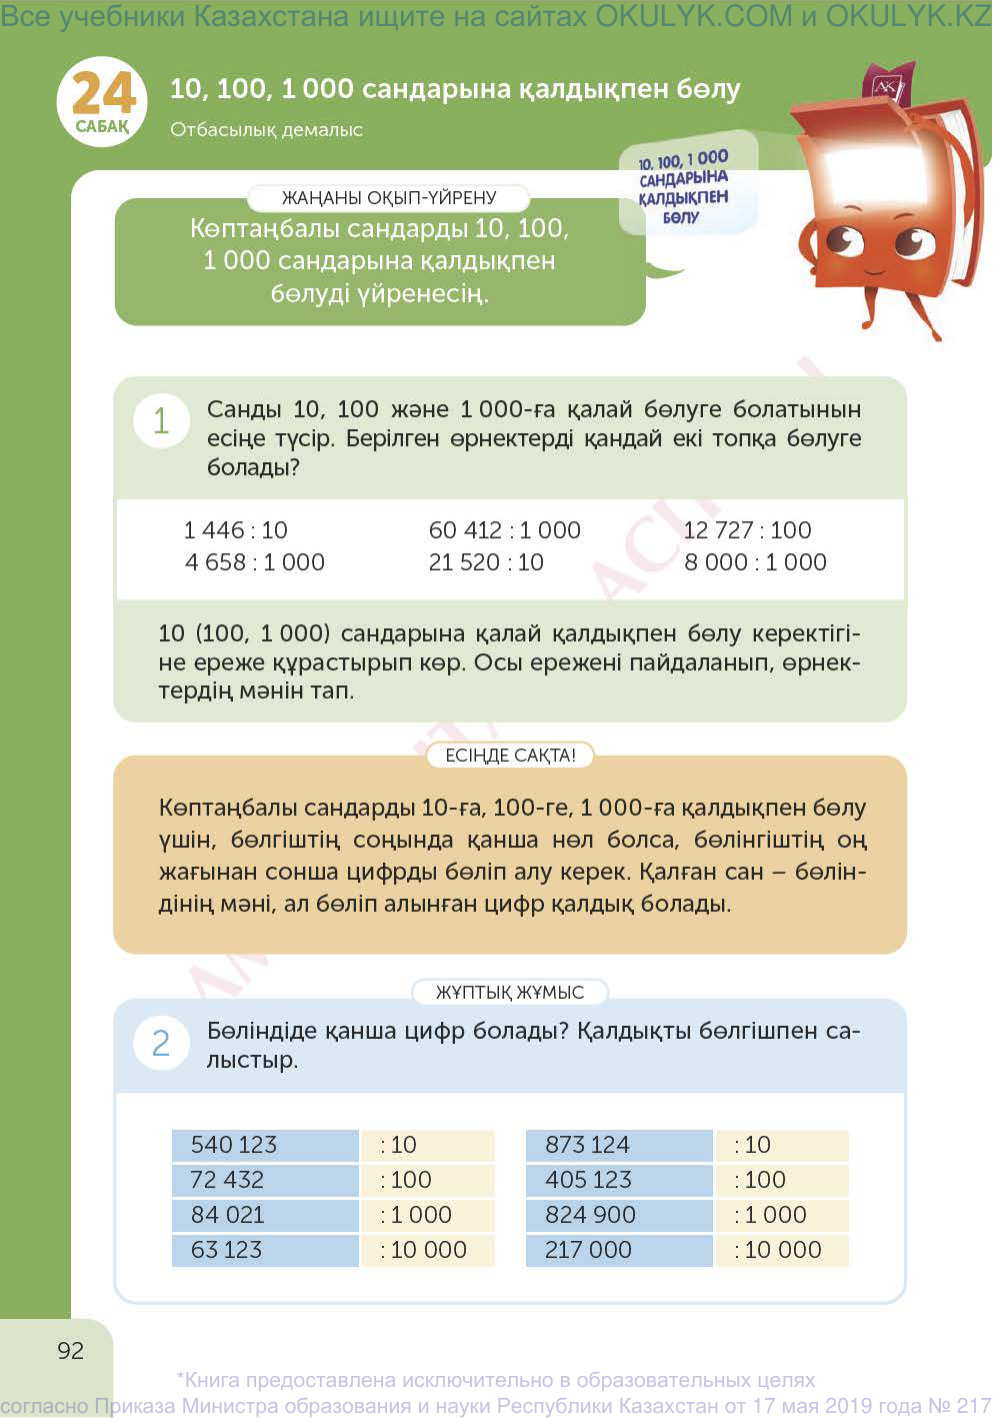 Все учебники Казахстана ищите на сайтах OKULYK.COM и OKULYK.KZ
24
САБАҚ
10, 100, 1 000 сандарына қалдықпен бөлу
Отбасылық демалыс
10, 100, 1 000
САНДАРЫНА
ҚАЛДЫҚПЕН
БӨЛУ
ЖАҢАНЫ ОҚЫП-ҮЙРЕНУ
Көптаңбалы сандарды 10, 100,
1 000 сандарына қалдықпен
бөлуді үйренесің.
1
Санды 10, 100 және 1 000-ға қалай бөлуге болатынын
есіңе түсір. Берілген өрнектерді қандай екі топқа бөлуге
болады?
1 446 : 10 60 412 : 1 000 12 727 : 100
4 658 : 1 000 21 520 : 10 8 000 : 1 000
10 (100, 1 000) сандарына қалай қалдықпен бөлу керектігі-
не ереже құрастырып көр. Осы ережені пайдаланып, өрнек-
тердің мәнін тап.
ЕСІҢДЕ САҚТА!
Көптаңбалы сандарды 10-ға, 100-ге, 1 000-ға қалдықпен бөлу
үшін, бөлгіштің соңында қанша нөл болса, бөлінгіштің оң
жағынан сонша цифрды бөліп алу керек. Қалған сан – бөлін-
дінің мәні, ал бөліп алынған цифр қалдық болады.
ЖҰПТЫҚ ЖҰМЫС
2
Бөліндіде қанша цифр болады? Қалдықты бөлгішпен са-
лыстыр.
540 123 : 10 873 124 : 10
72 432 : 100 405 123 : 100
84 021 : 1 000 824 900 : 1 000
63 123 : 10 000 217 000 : 10 000
92
*Книга предоставлена исключительно в образовательных целях
согласно Приказа Министра образования и науки Республики Казахстан от 17 мая 2019 года № 217